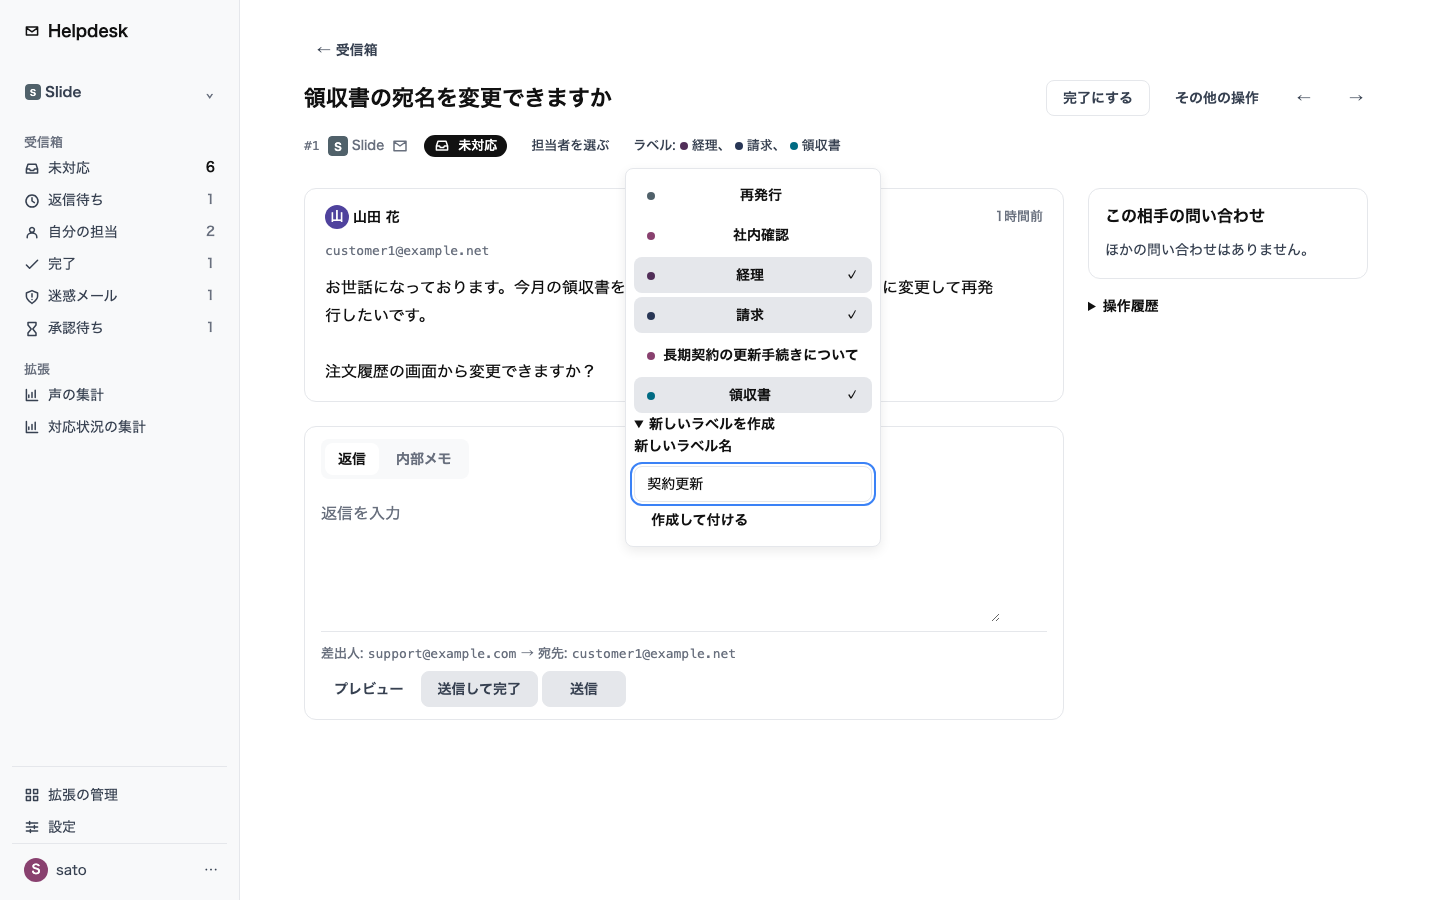 Helpdesk
S Slide
受信箱
未対応 6
返信待ち 1
自分の担当 2
完了 1
迷惑メール 1
承認待ち 1
拡張
声の集計
対応状況の集計
拡張の管理
設定
S sato ...
← 受信箱
領収書の宛名を変更できますか
完了にする その他の操作 ← →
#1 S Slide 未対応 担当者を選ぶ ラベル: 経理、 請求、 領収書
山 山田 花 1時間前
customer1@example.net
お世話になっております。今月の領収書を に変更して再発
行したいです。
注文履歴の画面から変更できますか？
再発行
社内確認
経理 ✓
請求 ✓
長期契約の更新手続きについて
領収書 ✓
▼ 新しいラベルを作成
新しいラベル名
契約更新
作成して付ける
返信 内部メモ
返信を入力
差出人: support@example.com → 宛先: customer1@example.net
プレビュー 送信して完了 送信
この相手の問い合わせ
ほかの問い合わせはありません。
▶ 操作履歴